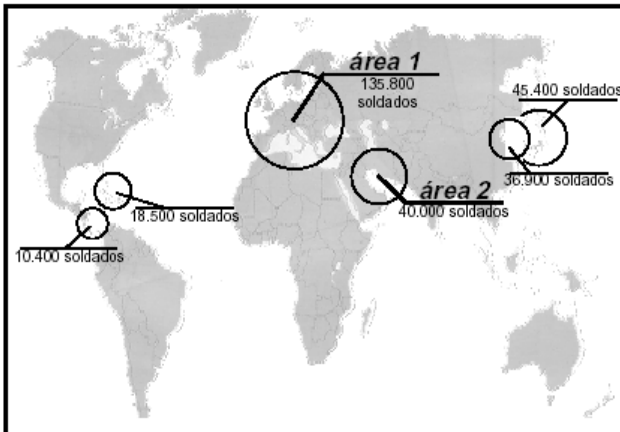 área 1
135.800
soldados
45.400 soldados
36.900 soldados
área 2
40.000 soldados
18.500 soldados
10.400 soldados